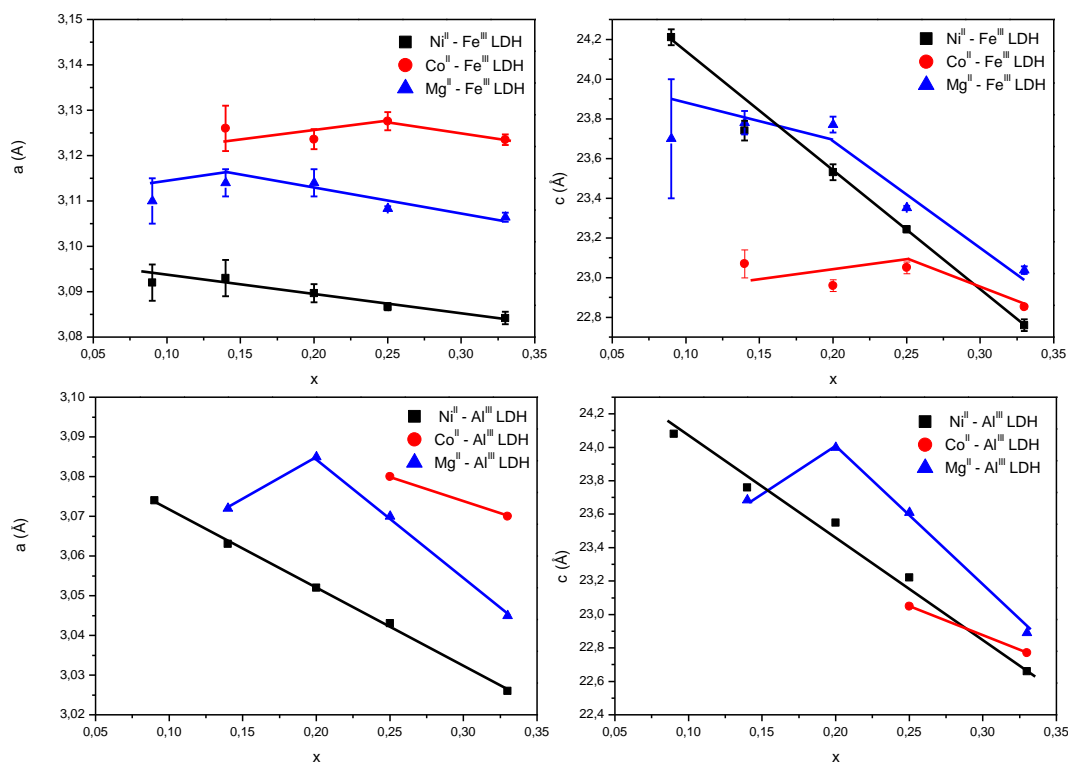 3,15
3,14
3,13
3,12
3,11
3,10
3,09
3,08
a (Å)
0,05 0,10 0,15 0,20 0,25 0,30 0,35
x
Ni^II - Fe^III LDH
Co^II - Fe^III LDH
Mg^II - Fe^III LDH
24,2
24,0
23,6
23,2
23,0
22,8
c (Å)
0,05 0,10 0,15 0,20 0,25 0,30 0,35
x
Ni^II - Fe^III LDH
Co^II - Fe^III LDH
Mg^II - Fe^III LDH
3,10
3,09
3,08
3,07
3,06
3,05
3,04
3,03
3,02
a (Å)
0,05 0,10 0,15 0,20 0,25 0,30 0,35
x
Ni^II - Al^III LDH
Co^II - Al^III LDH
Mg^II - Al^III LDH
24,2
24,0
23,6
23,2
23,0
22,8
22,6
22,4
c (Å)
0,05 0,10 0,15 0,20 0,25 0,30 0,35
x
Ni^II - Al^III LDH
Co^II - Al^III LDH
Mg^II - Al^III LDH